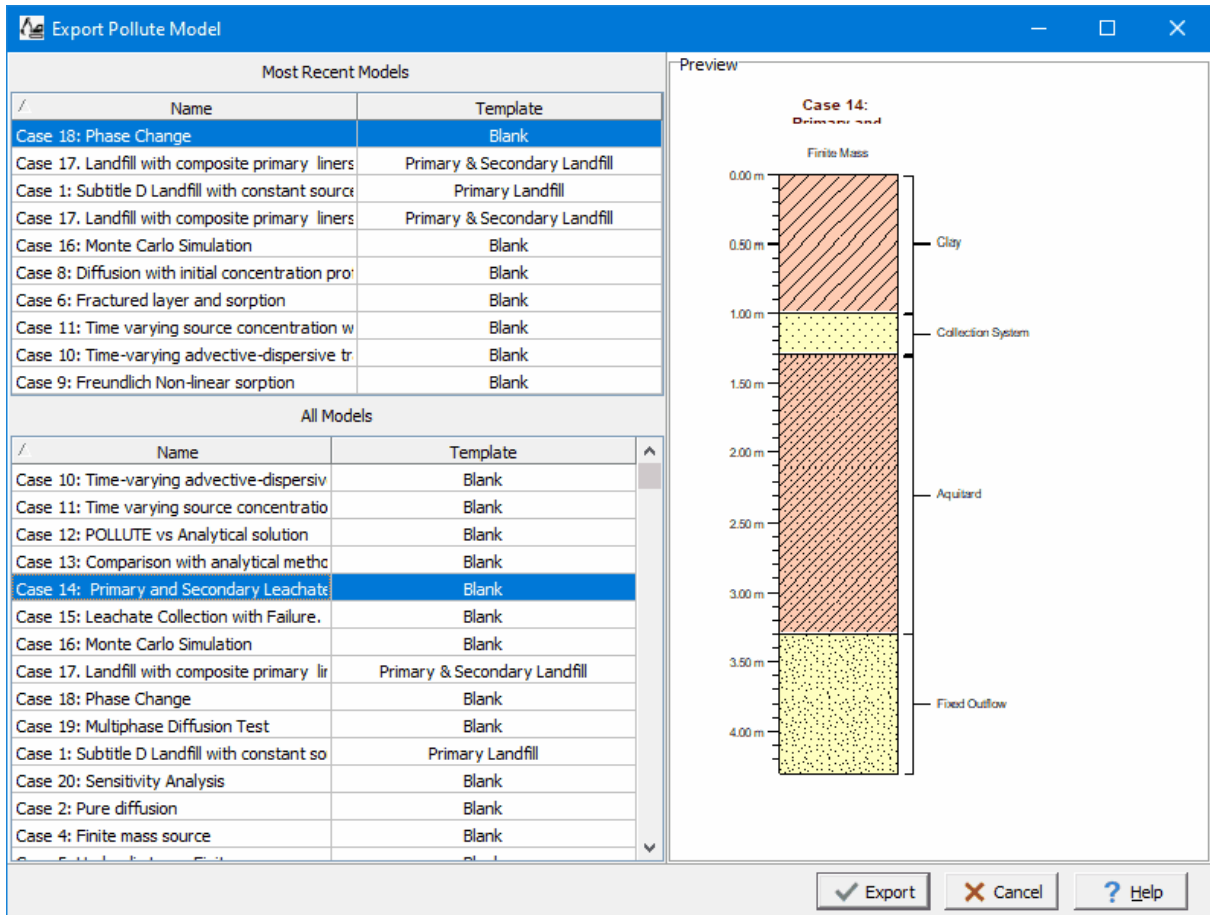 Export Pollute Model
Most Recent Models
Name Template
Case 18: Phase Change Blank
Case 17. Landfill with composite primary liners Primary & Secondary Landfill
Case 1: Subtitle D Landfill with constant source Primary Landfill
Case 17. Landfill with composite primary liners Primary & Secondary Landfill
Case 16: Monte Carlo Simulation Blank
Case 8: Diffusion with initial concentration Blank
Case 6: Fractured layer and sorption Blank
Case 11: Time varying source concentration w Blank
Case 10: Time-varying advective-dispersive tr Blank
Case 9: Freundlich Non-linear sorption Blank
All Models
Name Template
Case 10: Time-varying advective-dispersiv Blank
Case 11: Time varying source concentratio Blank
Case 12: POLLUTE vs Analytical solution Blank
Case 13: Comparison with analytical metho Blank
Case 14: Primary and Secondary Leachate Blank
Case 15: Leachate Collection with Failure. Blank
Case 16: Monte Carlo Simulation Blank
Case 17. Landfill with composite primary lir Primary & Secondary Landfill
Case 18: Phase Change Blank
Case 19: Multiphase Diffusion Test Blank
Case 1: Subtitle D Landfill with constant so Primary Landfill
Case 20: Sensitivity Analysis Blank
Case 2: Pure diffusion Blank
Case 4: Finite mass source Blank
Preview
Case 14:
Primary and
Finite Mass
0.00 m
0.50 m
Clay
1.00 m
Collection System
1.50 m
2.00 m
Aquitard
2.50 m
3.00 m
3.50 m
Fixed Outflow
4.00 m
Export Cancel ? Help